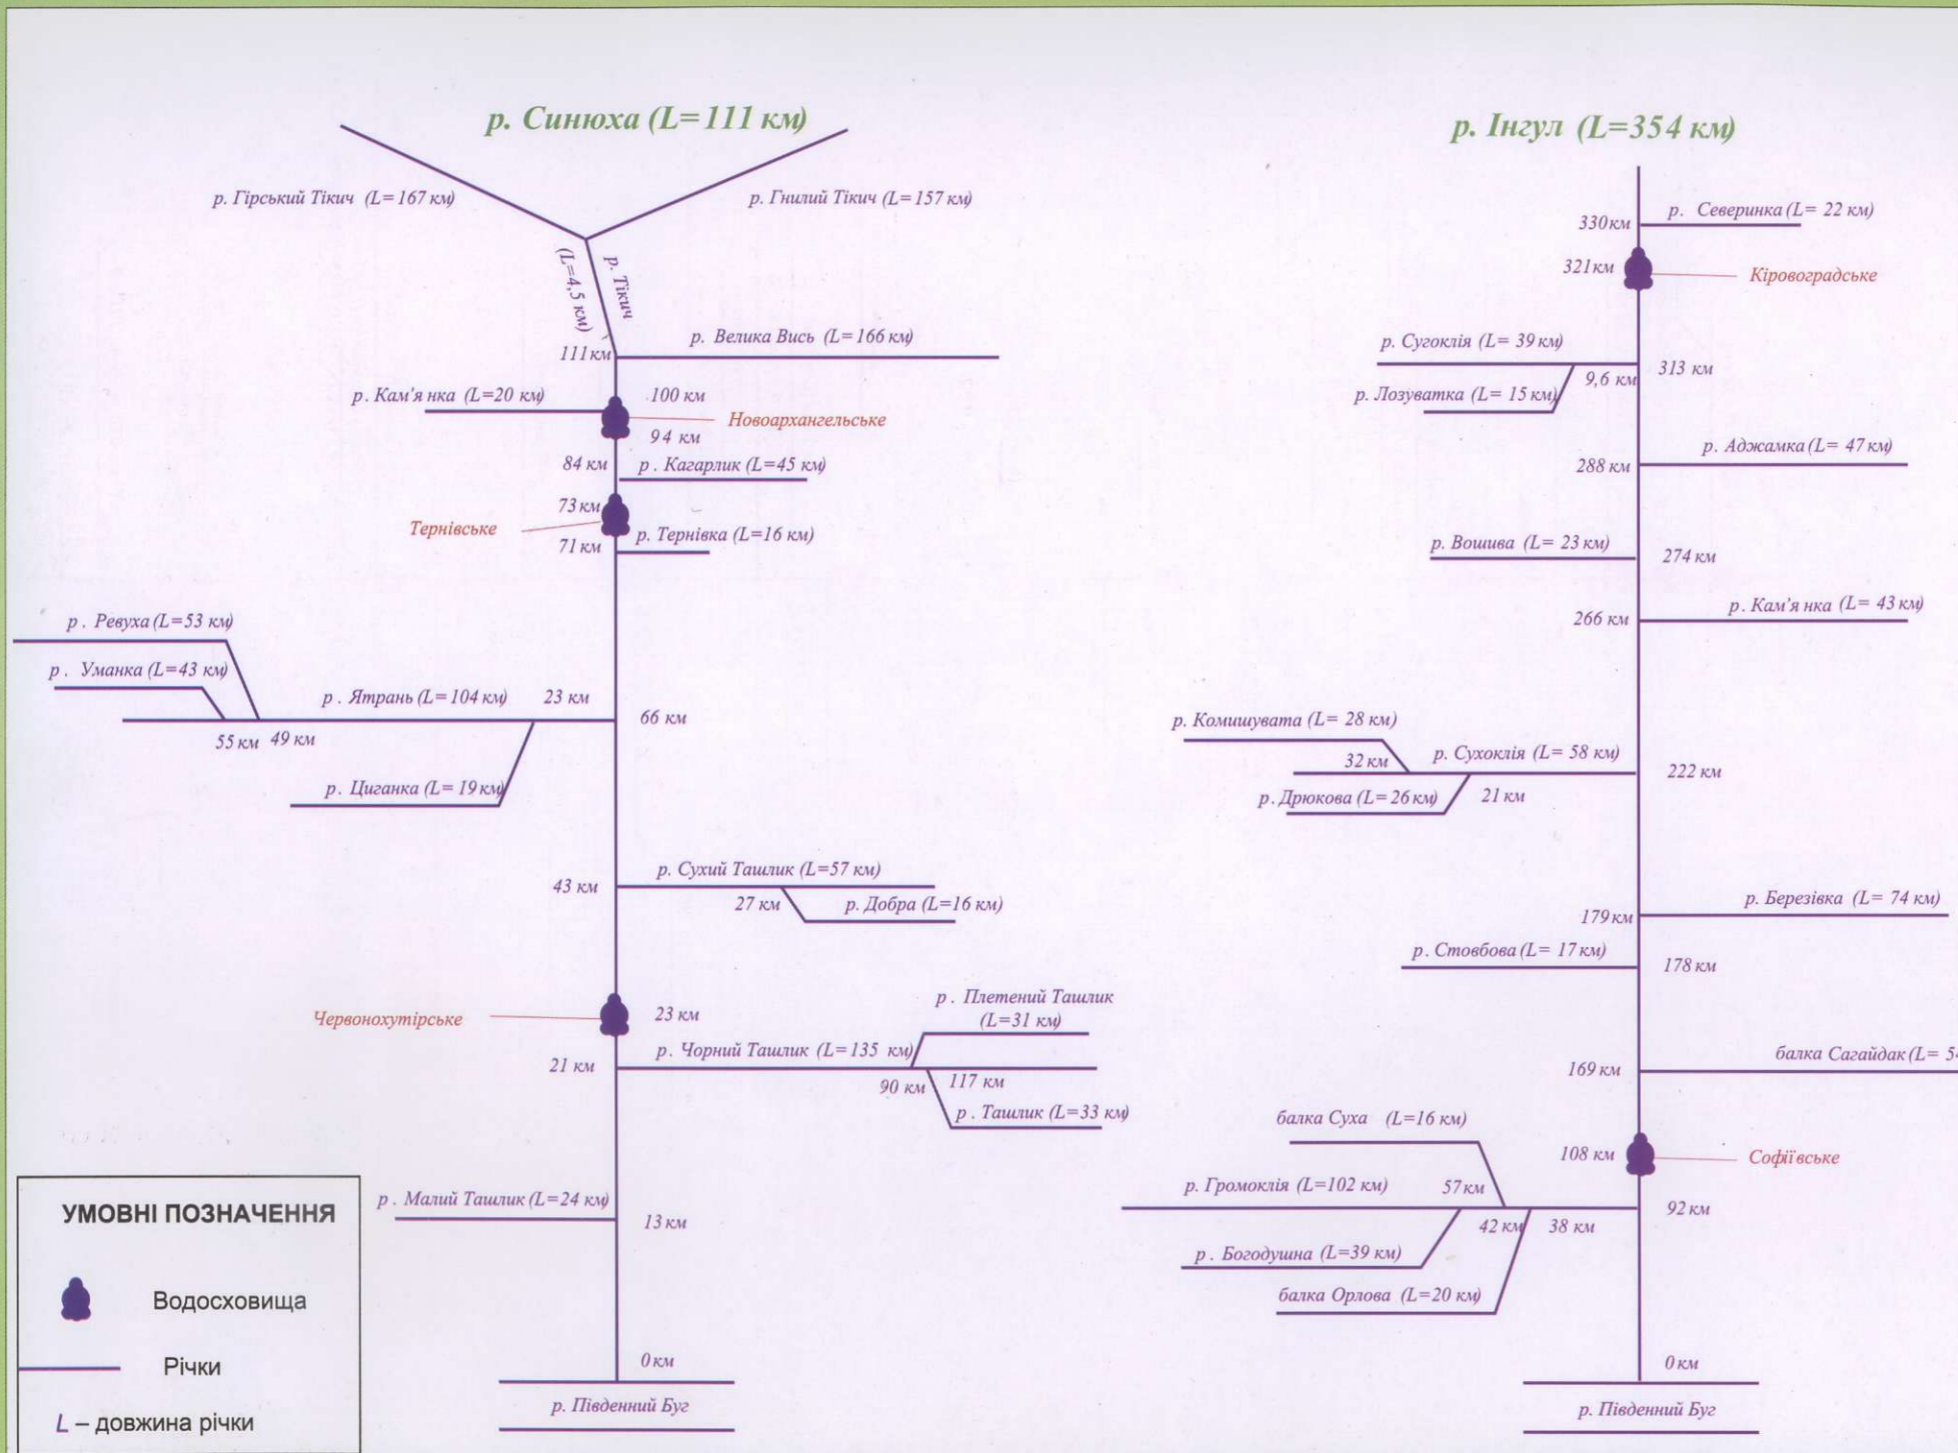 р. Синюха (L=111 км)
р. Гірський Тікич (L=167 км)
р. Гнилий Тікич (L=157 км)
р. Тікич
(L=4,5 км)
р. Велика Вись (L=166 км)
111 км
р. Кам'янка (L=20 км)
100 км
Новоархангельське
94 км
84 км
р. Кагарлик (L=45 км)
73 км
Тернівське
71 км
р. Тернівка (L=16 км)
р. Ревуха (L=53 км)
р. Уманка (L=43 км)
р. Ятрань (L=104 км)
23 км
66 км
55 км
49 км
р. Циганка (L=19 км)
р. Сухий Ташлик (L=57 км)
43 км
27 км
р. Добра (L=16 км)
Червонохутірське
23 км
р. Плетений Ташлик
(L=31 км)
21 км
р. Чорний Ташлик (L=135 км)
90 км
117 км
р. Ташлик (L=33 км)
р. Малий Ташлик (L=24 км)
13 км
0 км
р. Південний Буг
УМОВНІ ПОЗНАЧЕННЯ
Водосховища
Річки
L – довжина річки
р. Інгул (L=354 км)
330 км
р. Северинка (L= 22 км)
321 км
Кіровоградське
р. Сугоклія (L= 39 км)
9,6 км
313 км
р. Лозуватка (L= 15 км)
р. Аджамка (L= 47 км)
288 км
р. Вошива (L= 23 км)
274 км
266 км
р. Кам'янка (L= 43 км)
р. Комишувата (L= 28 км)
32 км
р. Сухоклія (L= 58 км)
222 км
р. Дрюкова (L=26 км)
21 км
179 км
р. Березівка (L= 74 км)
р. Стовбова (L= 17 км)
178 км
169 км
балка Сагайдак (L= 54
балка Суха (L=16 км)
108 км
Софіївське
р. Громоклія (L=102 км)
57 км
92 км
42 км
38 км
р. Богодушна (L=39 км)
балка Орлова (L=20 км)
0 км
р. Південний Буг